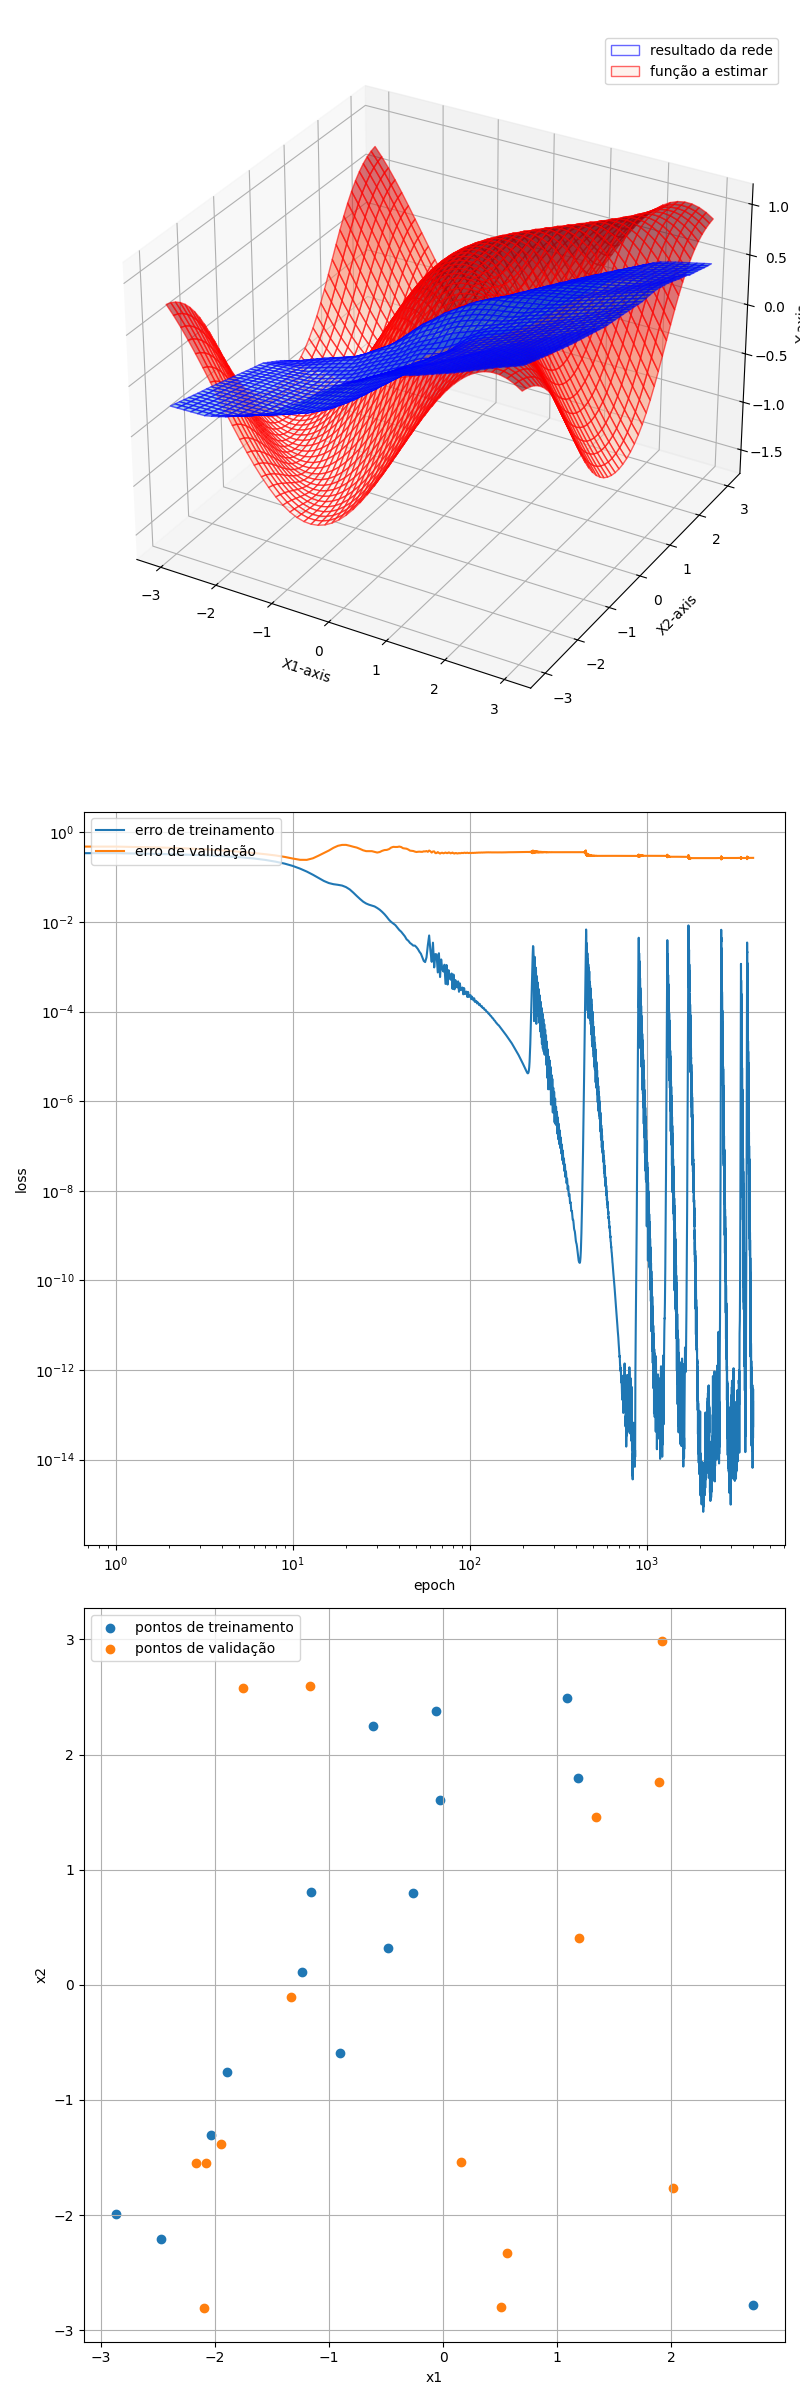 resultado da rede
função a estimar
1.0
0.5
0.0
−0.5
−1.0
−1.5
3
2
1
0
−1
−2
−3
X2-axis
−3
−2
−1
0
1
2
3
X1-axis
erro de treinamento
erro de validação
10^0
10^−2
10^−4
10^−6
10^−8
10^−10
10^−12
10^−14
loss
10^0 10^1 10^2 10^3
epoch
pontos de treinamento
pontos de validação
3
2
1
0
−1
−2
−3
x2
−3 −2 −1 0 1 2
x1